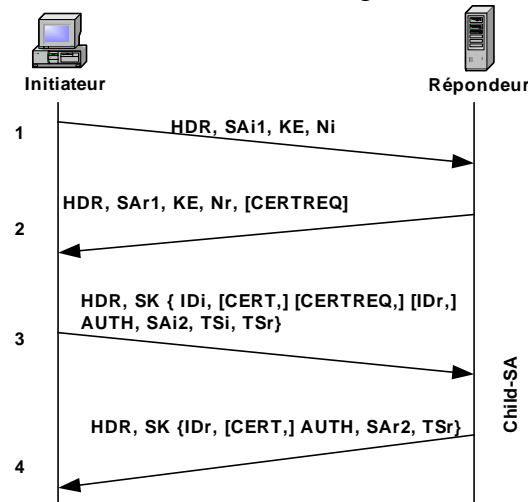 Initiateur
Répondeur
1
HDR, SAi1, KE, Ni
HDR, SAr1, KE, Nr, [CERTREQ]
2
HDR, SK { IDi, [CERT,] [CERTREQ,] [IDr,]
AUTH, SAi2, TSi, TSr}
3
Child-SA
HDR, SK {IDr, [CERT,] AUTH, SAr2, TSr}
4